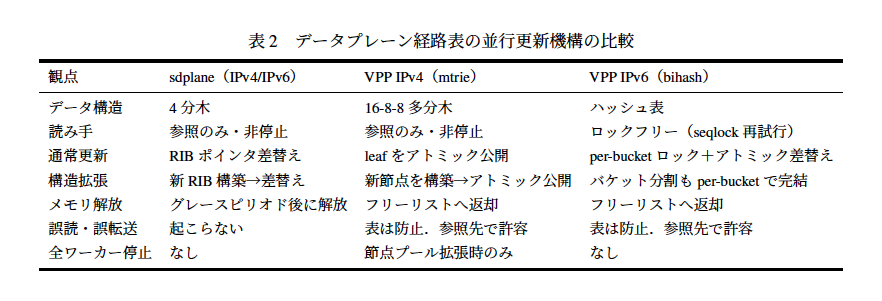 表 2 データプレーン経路表の並行更新機構の比較
観点 sdplane（IPv4/IPv6） VPP IPv4（mtrie） VPP IPv6（bihash）
データ構造 4 分木 16-8-8 多分木 ハッシュ表
読み手 参照のみ・非停止 参照のみ・非停止 ロックフリー（seqlock 再試行）
通常更新 RIB ポインタ差替え leaf をアトミック公開 per-bucket ロック＋アトミック差替え
構造拡張 新 RIB 構築→差替え 新節点を構築→アトミック公開 バケット分割も per-bucket で完結
メモリ解放 グレースピリオド後に解放 フリーリストへ返却 フリーリストへ返却
誤読・誤転送 起こらない 表は防止．参照先で許容 表は防止．参照先で許容
全ワーカー停止 なし 節点プール拡張時のみ なし